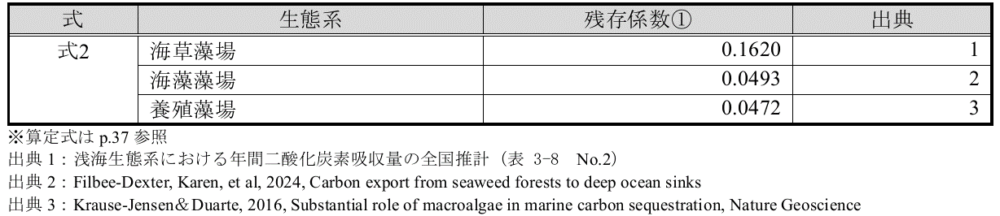 式 生態系 残存係数① 出典
式2 海草藻場 0.1620 1
海藻藻場 0.0493 2
養殖藻場 0.0472 3
※算定式は p.37 参照
出典 1：浅海生態系における年間二酸化炭素吸収量の全国推計（表 3-8　No.2）
出典 2：Filbee-Dexter, Karen, et al, 2024, Carbon export from seaweed forests to deep ocean sinks
出典 3：Krause-Jensen＆Duarte, 2016, Substantial role of macroalgae in marine carbon sequestration, Nature Geoscience